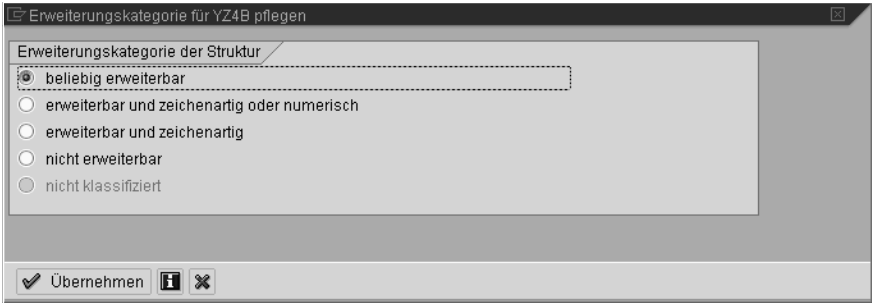 Erweiterungskategorie für YZ4B pflegen
Erweiterungskategorie der Struktur
beliebig erweiterbar
erweiterbar und zeichenartig oder numerisch
erweiterbar und zeichenartig
nicht erweiterbar
nicht klassifiziert
Übernehmen